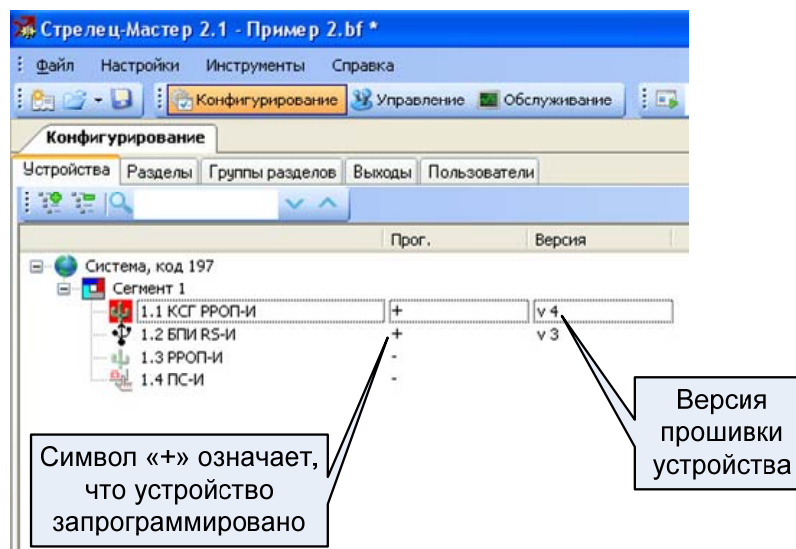 Стрелец-Мастер 2.1 - Пример 2.bf *
Файл Настройки Инструменты Справка
Конфигурирование Управление Обслуживание
Конфигурирование
Устройства Разделы Группы разделов Выходы Пользователи
Прог. Версия
Система, код 197
Сегмент 1
1.1 КСГ РРОП-И + v 4
1.2 БПИ RS-И + v 3
1.3 РРОП-И -
1.4 ПС-И -
Версия
прошивки
устройства
Символ «+» означает,
что устройство
запрограммировано